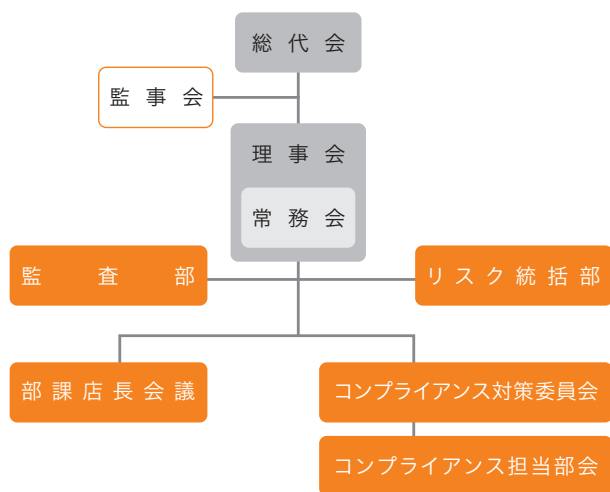 総代会
監事会
理事会
常務会
監査部
リスク統括部
部課店長会議
コンプライアンス対策委員会
コンプライアンス担当部会